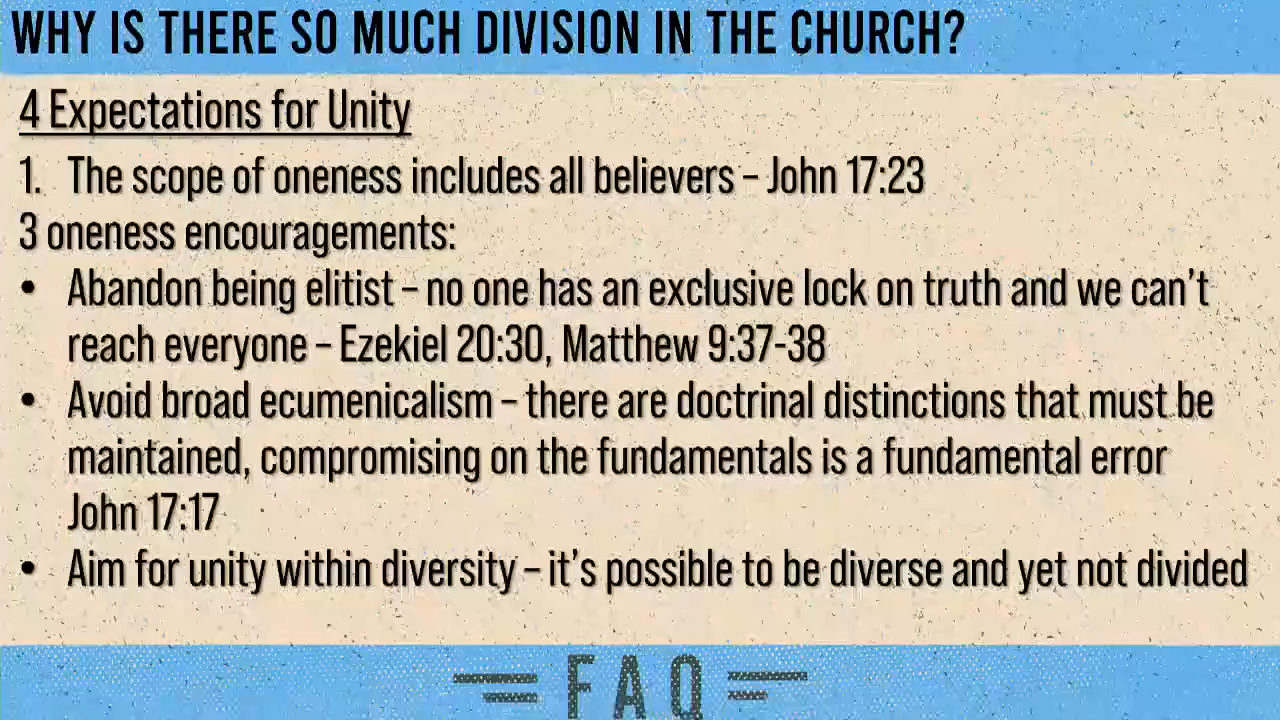 WHY IS THERE SO MUCH DIVISION IN THE CHURCH?
4 Expectations for Unity
1. The scope of oneness includes all believers – John 17:23
3 oneness encouragements:
• Abandon being elitist – no one has an exclusive lock on truth and we can't
reach everyone – Ezekiel 20:30, Matthew 9:37-38
• Avoid broad ecumenicalism – there are doctrinal distinctions that must be
maintained, compromising on the fundamentals is a fundamental error
John 17:17
• Aim for unity within diversity – it's possible to be diverse and yet not divided
FAQ